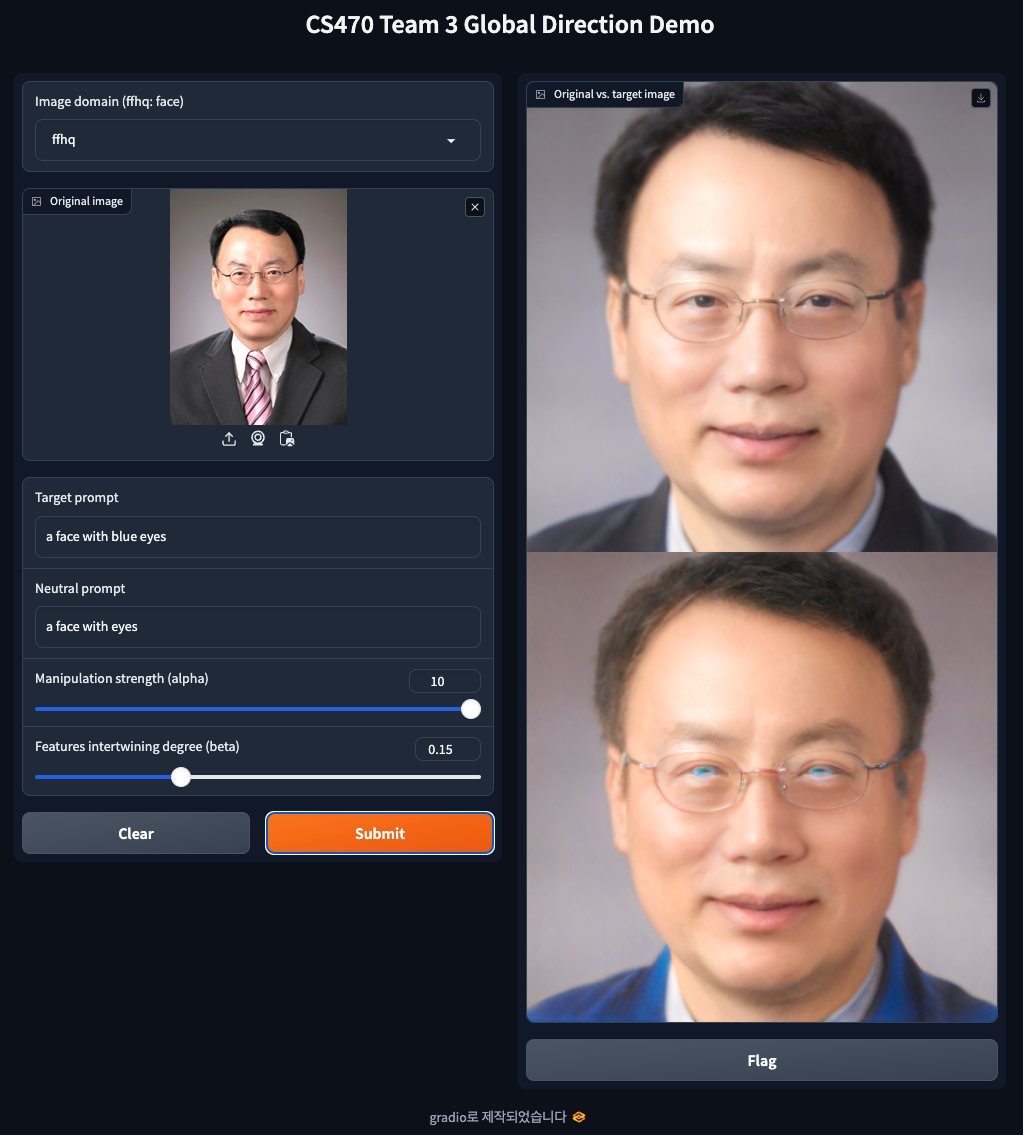 CS470 Team 3 Global Direction Demo
Image domain (ffhq: face)
ffhq
Original image
Target prompt
a face with blue eyes
Neutral prompt
a face with eyes
Manipulation strength (alpha)
10
Features intertwining degree (beta)
0.15
Clear
Submit
Original vs. target image
Flag
gradio로 제작되었습니다